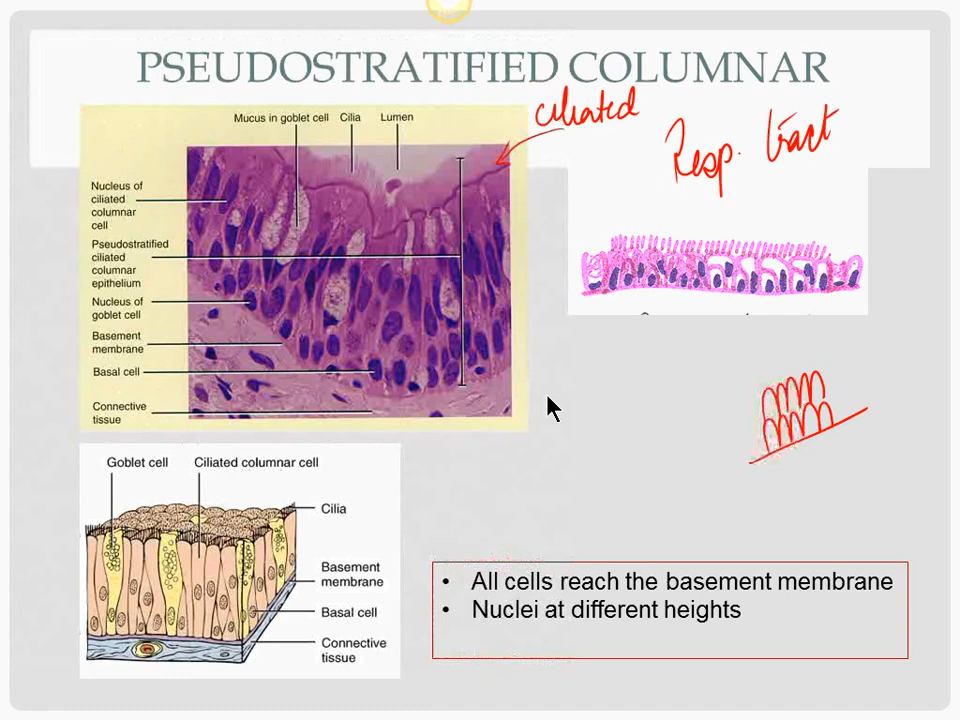 PSEUDOSTRATIFIED COLUMNAR
ciliated
Resp. tract
Mucus in goblet cell Cilia Lumen
Nucleus of
ciliated
columnar
cell
Pseudostratified
ciliated
columnar
epithelium
Nucleus of
goblet cell
Basement
membrane
Basal cell
Connective
tissue
Goblet cell Ciliated columnar cell
Cilia
Basement
membrane
Basal cell
Connective
tissue
• All cells reach the basement membrane
• Nuclei at different heights